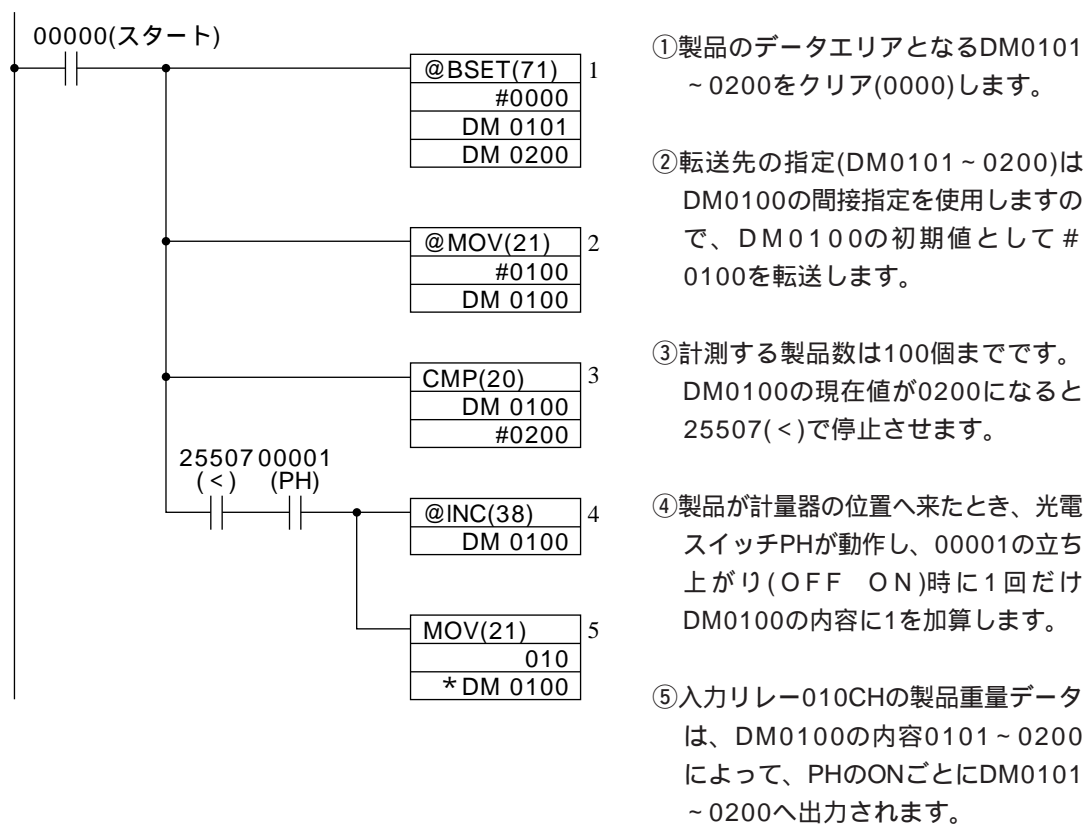 00000(スタート)
@BSET(71) 1
#0000
DM 0101
DM 0200
@MOV(21) 2
#0100
DM 0100
CMP(20) 3
DM 0100
#0200
25507 00001
(<) (PH)
@INC(38) 4
DM 0100
MOV(21) 5
010
*DM 0100
①製品のデータエリアとなるDM0101
~0200をクリア(0000)します。
②転送先の指定(DM0101~0200)は
DM0100の間接指定を使用しますの
で、DM0100の初期値として#
0100を転送します。
③計測する製品数は100個までです。
DM0100の現在値が0200になると
25507(<)で停止させます。
④製品が計量器の位置へ来たとき、光電
スイッチPHが動作し、00001の立ち
上がり(OFF ON)時に1回だけ
DM0100の内容に1を加算します。
⑤入力リレー010CHの製品重量データ
は、DM0100の内容0101~0200
によって、PHのONごとにDM0101
~0200へ出力されます。